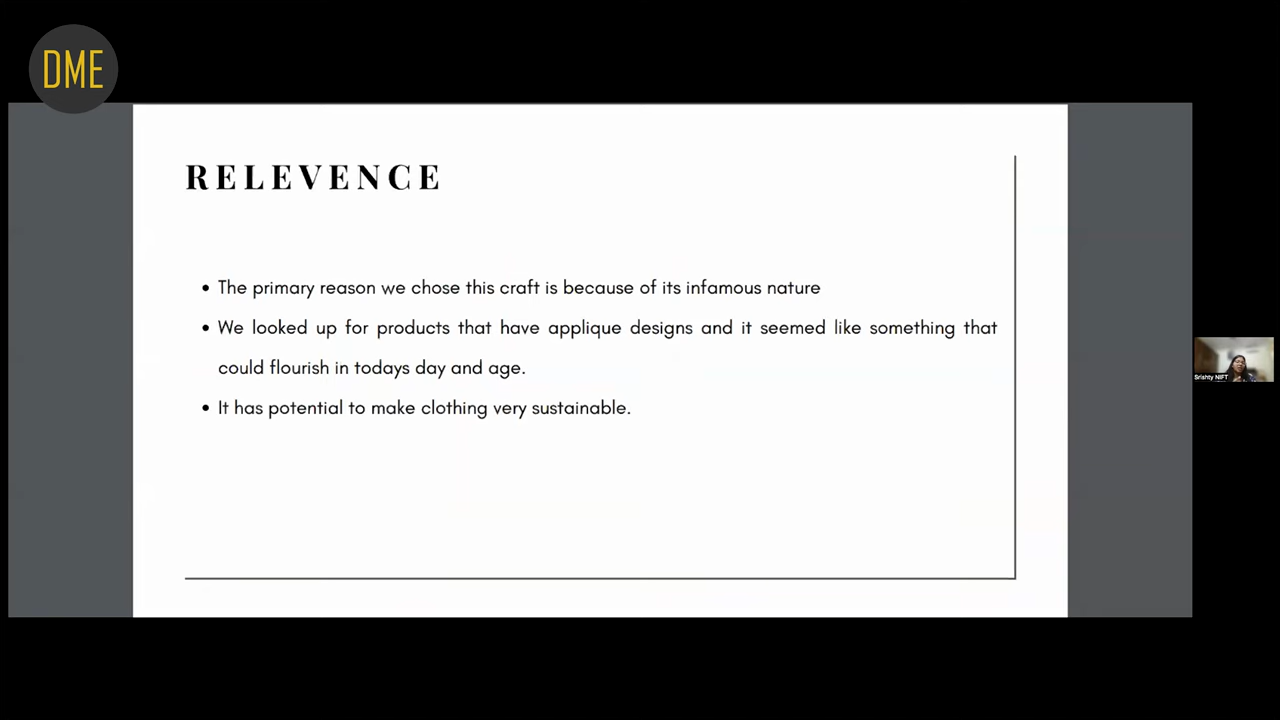 DME
RELEVENCE
• The primary reason we chose this craft is because of its infamous nature
• We looked up for products that have applique designs and it seemed like something that
could flourish in todays day and age.
• It has potential to make clothing very sustainable.
Srishty NIFT